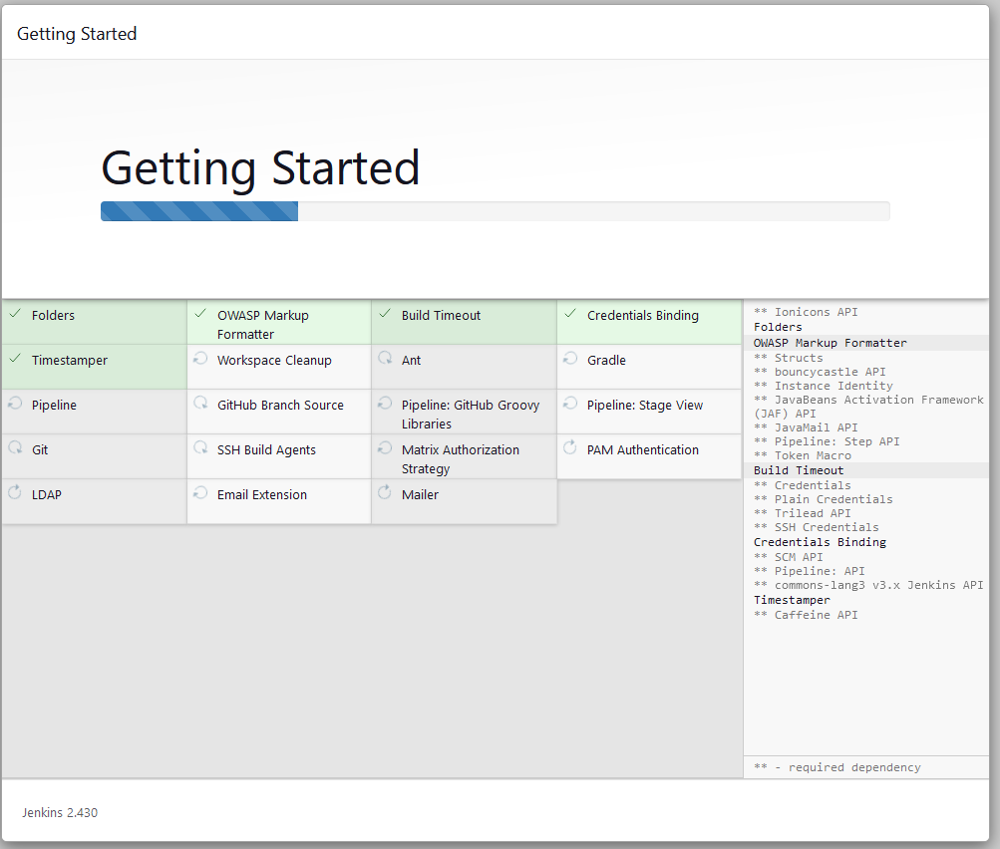 Getting Started
Getting Started
Folders
OWASP Markup
Formatter
Build Timeout
Credentials Binding
Timestamper
Workspace Cleanup
Ant
Gradle
Pipeline
GitHub Branch Source
Pipeline: GitHub Groovy
Libraries
Pipeline: Stage View
Git
SSH Build Agents
Matrix Authorization
Strategy
PAM Authentication
LDAP
Email Extension
Mailer
** Ionicons API
Folders
OWASP Markup Formatter
** Structs
** bouncycastle API
** Instance Identity
** JavaBeans Activation Framework
(JAF) API
** JavaMail API
** Pipeline: Step API
** Token Macro
Build Timeout
** Credentials
** Plain Credentials
** Trilead API
** SSH Credentials
Credentials Binding
** SCM API
** Pipeline: API
** commons-lang3 v3.x Jenkins API
Timestamper
** Caffeine API
** - required dependency
Jenkins 2.430